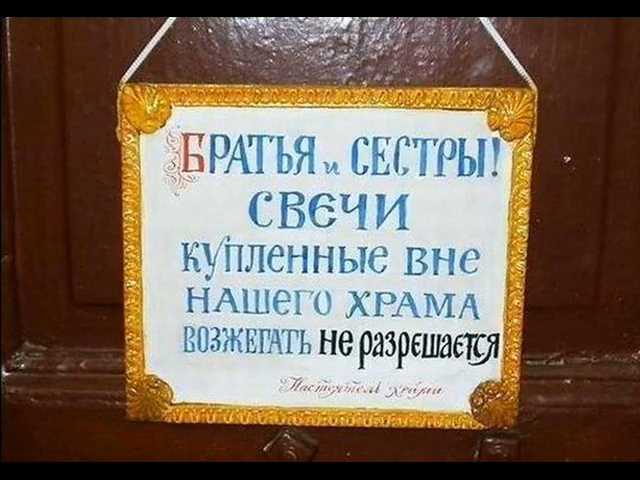 БРАТЬЯ и СЕСТРЫ!
СВЕЧИ
КУПЛЕННЫЕ ВНЕ
НАШЕГО ХРАМА
ВОЗЖЕГАТЬ НЕ РАЗРЕШАЕТСЯ
Настоятель храма